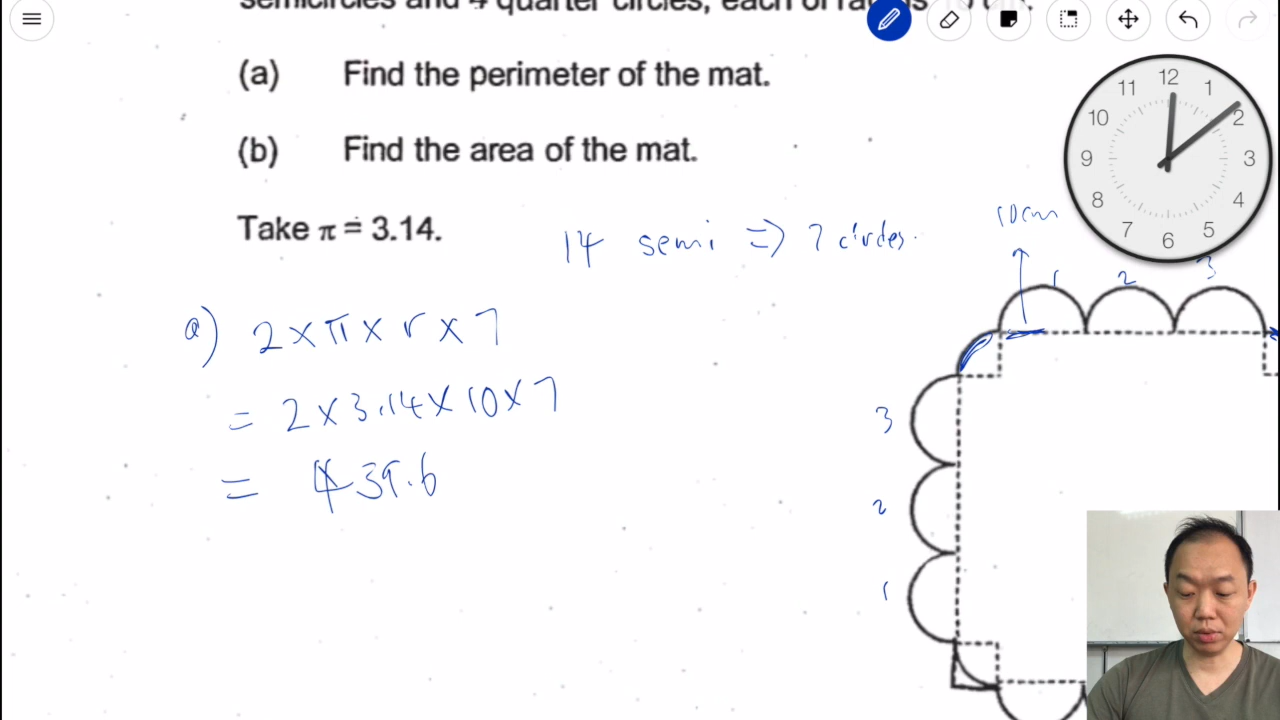 semicircles and 4 quarter circles, each of radius 10 cm.
(a) Find the perimeter of the mat.
(b) Find the area of the mat.
Take π = 3.14.
14 semi => 7 circles.
10cm
a) 2 × π × r × 7
= 2 × 3.14 × 10 × 7
= 439.6
1 2 3
3
2
1
12 1 2 3 4 5 6 7 8 9 10 11